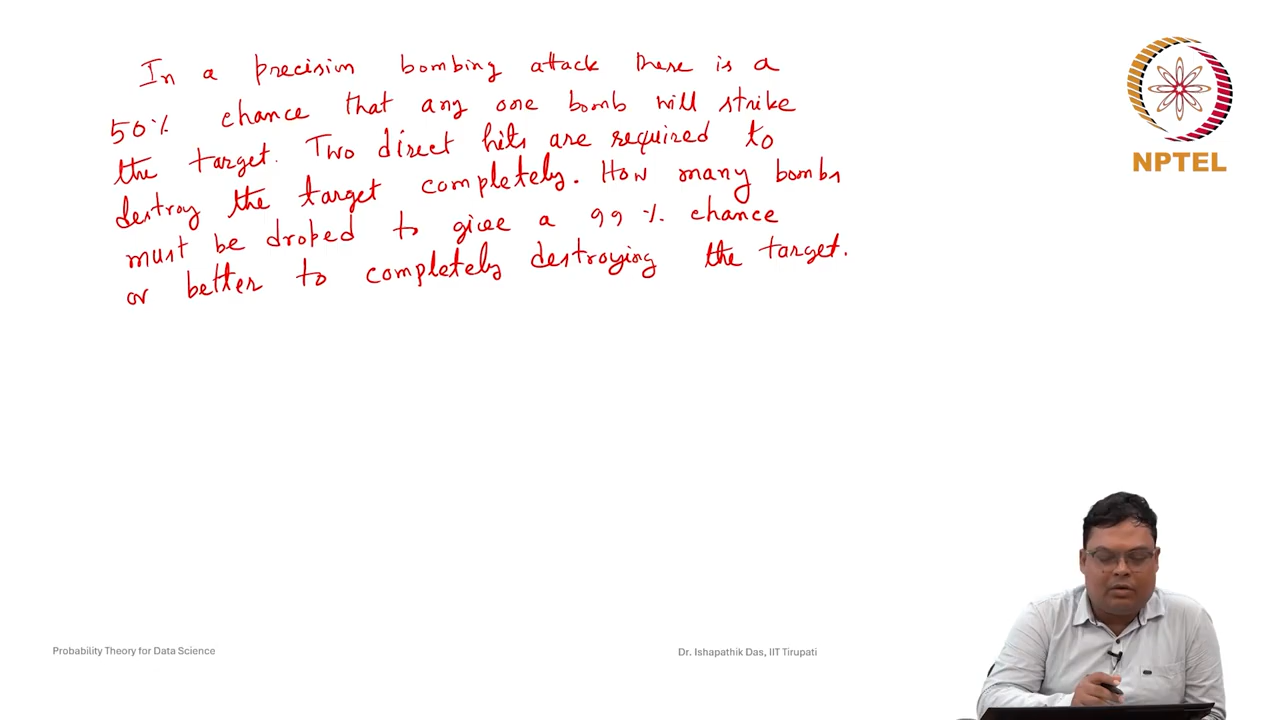 In a precision bombing attack there is a
50% chance that any one bomb will strike
the target. Two direct hits are required to
destroy the target completely. How many bombs
must be droped to give a 99% chance
or better to completely destroying the target.
NPTEL
Probability Theory for Data Science
Dr. Ishapathik Das, IIT Tirupati